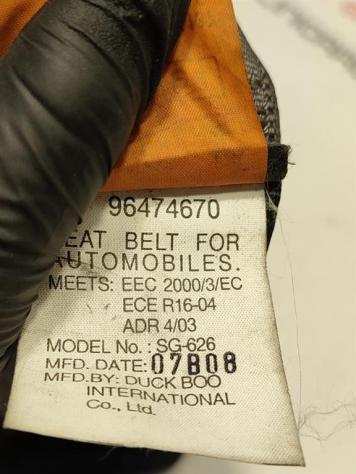 96474670
EAT BELT FOR
AUTOMOBILES.
MEETS: EEC 2000/3/EC
ECE R16-04
ADR 4/03
MODEL No.: SG-626
MFD. DATE: 07B08
MFD. BY: DUCK BOO
INTERNATIONAL
Co., Ltd.